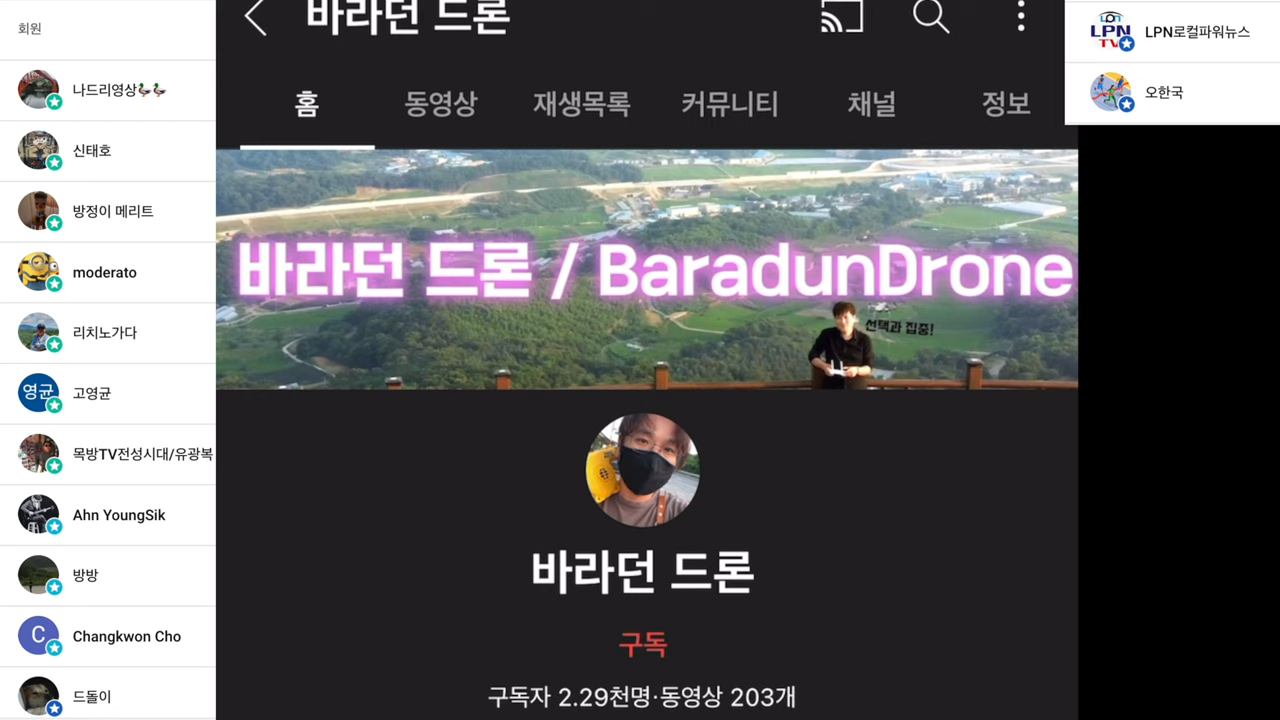 회원
나드리영상🦆🦆
신태호
방정이 메리트
moderato
리치노가다
영균
고영균
목방TV전성시대/유광복
Ahn YoungSik
방방
C
Changkwon Cho
드돌이
바라던 드론
홈
동영상
재생목록
커뮤니티
채널
정보
바라던 드론 / BaradunDrone
선택과 집중!
바라던 드론
구독
구독자 2.29천명·동영상 203개
LPN
TV
LPN로컬파워뉴스
오한국